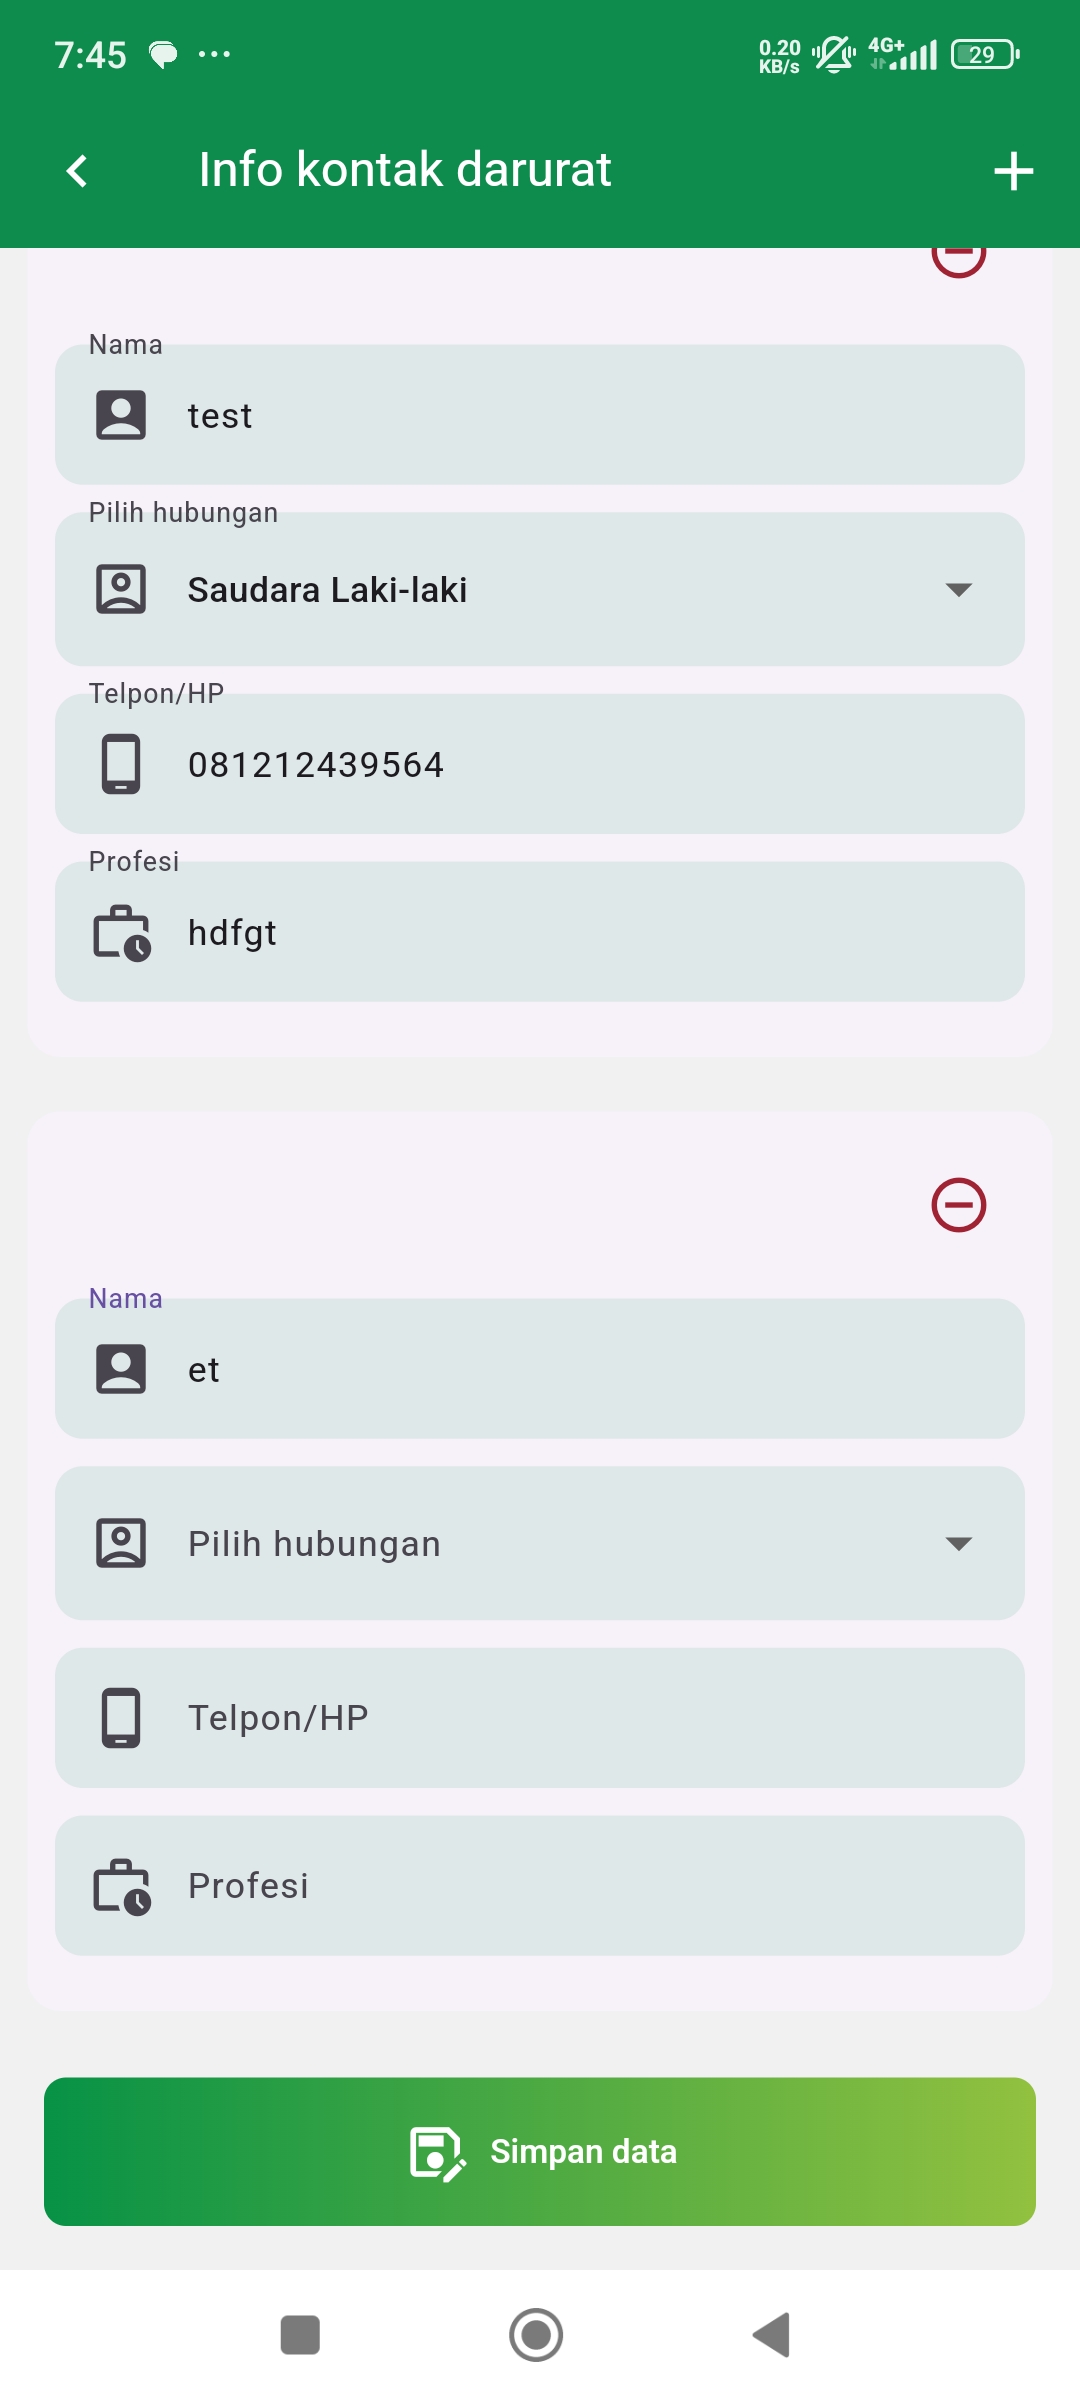 7:45
0.20
KB/s
4G+
29
Info kontak darurat
Nama
test
Pilih hubungan
Saudara Laki-laki
Telpon/HP
081212439564
Profesi
hdfgt
Nama
et
Pilih hubungan
Telpon/HP
Profesi
Simpan data